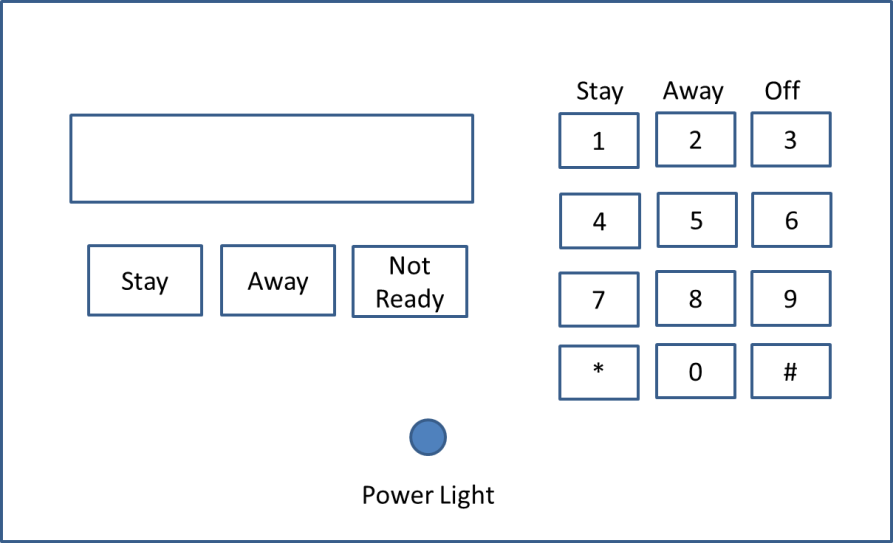 Stay Away Off
1 2 3
4 5 6
Stay Away Not Ready
7 8 9
* 0 #
Power Light